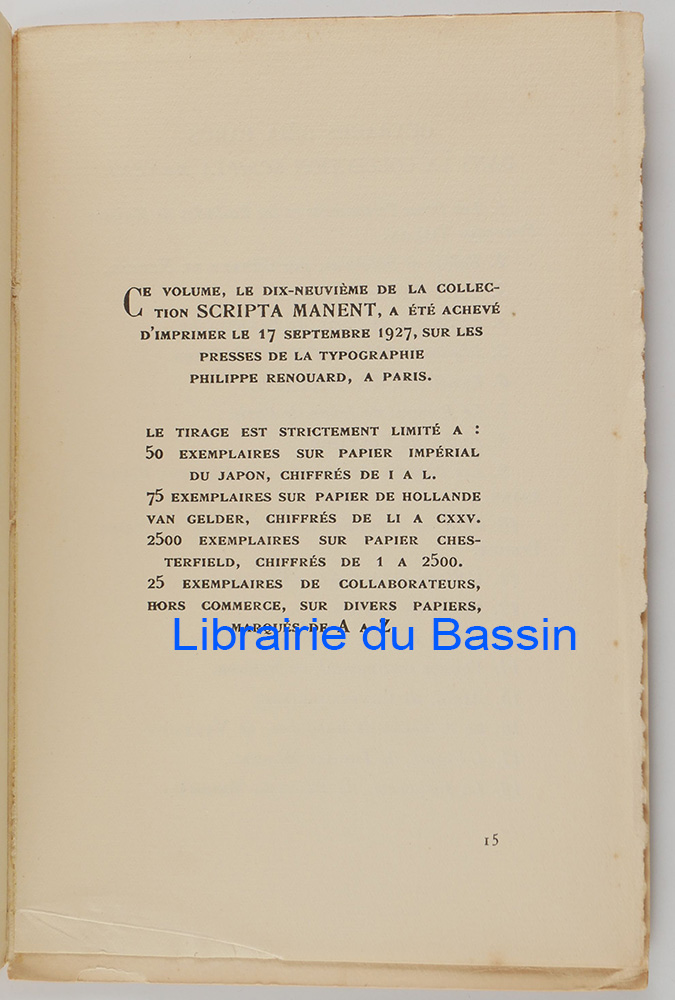 CE VOLUME, LE DIX-NEUVIÈME DE LA COLLEC-
TION SCRIPTA MANENT, A ÉTÉ ACHEVÉ
D'IMPRIMER LE 17 SEPTEMBRE 1927, SUR LES
PRESSES DE LA TYPOGRAPHIE
PHILIPPE RENOUARD, A PARIS.
LE TIRAGE EST STRICTEMENT LIMITÉ A :
50 EXEMPLAIRES SUR PAPIER IMPÉRIAL
DU JAPON, CHIFFRÉS DE I A L.
75 EXEMPLAIRES SUR PAPIER DE HOLLANDE
VAN GELDER, CHIFFRÉS DE LI A CXXV.
2500 EXEMPLAIRES SUR PAPIER CHES-
TERFIELD, CHIFFRÉS DE 1 A 2500.
25 EXEMPLAIRES DE COLLABORATEURS,
HORS COMMERCE, SUR DIVERS PAPIERS,
MARQUÉS DE A A Z
Librairie du Bassin
15